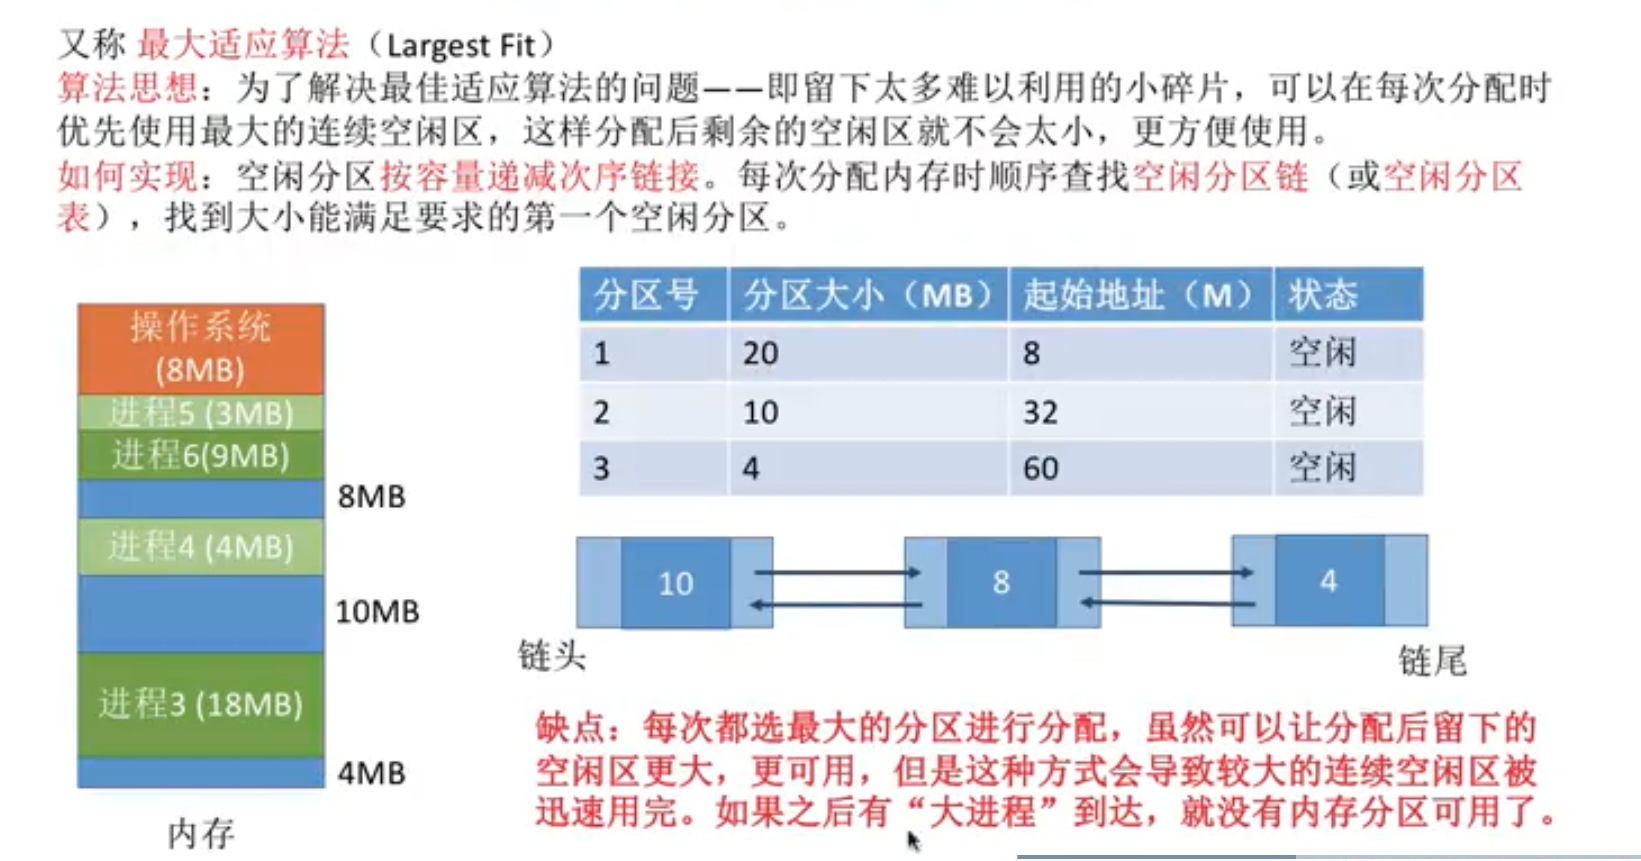 又称 最大适应算法（Largest Fit）
算法思想：为了解决最佳适应算法的问题——即留下太多难以利用的小碎片，可以在每次分配时
优先使用最大的连续空闲区，这样分配后剩余的空闲区就不会太小，更方便使用。
如何实现：空闲分区按容量递减次序链接。每次分配内存时顺序查找空闲分区链（或空闲分区
表），找到大小能满足要求的第一个空闲分区。
操作系统
(8MB)
进程5 (3MB)
进程6(9MB)
8MB
进程4 (4MB)
10MB
进程3 (18MB)
4MB
内存
分区号 分区大小（MB） 起始地址（M） 状态
1 20 8 空闲
2 10 32 空闲
3 4 60 空闲
10 8 4
链头 链尾
缺点：每次都选最大的分区进行分配，虽然可以让分配后留下的
空闲区更大，更可用，但是这种方式会导致较大的连续空闲区被
迅速用完。如果之后有“大进程”到达，就没有内存分区可用了。